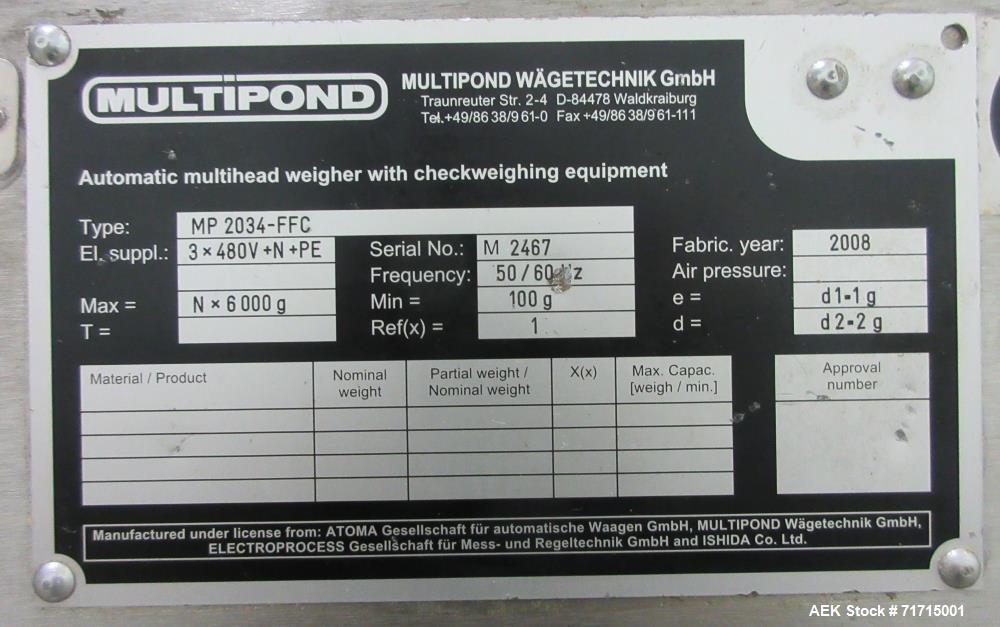 MULTIPOND
MULTIPOND WÄGETECHNIK GmbH
Traunreuter Str. 2-4 D-84478 Waldkraiburg
Tel.+49/86 38/9 61-0 Fax +49/86 38/9 61-111
Automatic multihead weigher with checkweighing equipment
Type: MP 2034-FFC
El. suppl.: 3 × 480V +N +PE Serial No.: M 2467 Fabric. year: 2008
Frequency: 50 / 60 Hz Air pressure:
Max = N × 6 000 g Min = 100 g e = d1=1 g
T = Ref(x) = 1 d = d2=2 g
Material / Product Nominal weight Partial weight / Nominal weight X(x) Max. Capac. [weigh / min.] Approval number
Manufactured under license from: ATOMA Gesellschaft für automatische Waagen GmbH, MULTIPOND Wägetechnik GmbH,
ELECTROPROCESS Gesellschaft für Mess- und Regeltechnik GmbH and ISHIDA Co. Ltd.
AEK Stock # 71715001